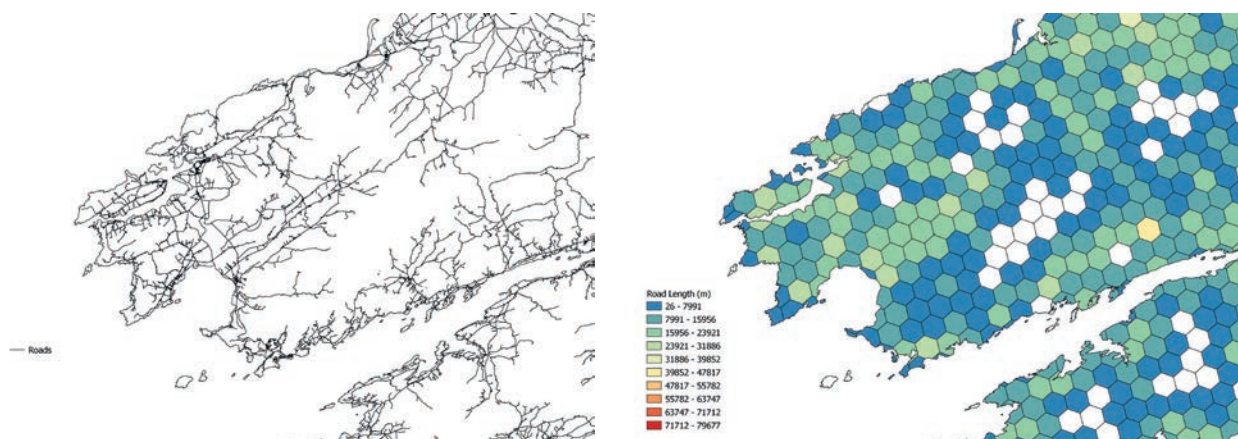 Roads
Road Length (m)
26 - 7991
7991 - 15956
15956 - 23921
23921 - 31886
31886 - 39852
39852 - 47817
47817 - 55782
55782 - 63747
63747 - 71712
71712 - 79677